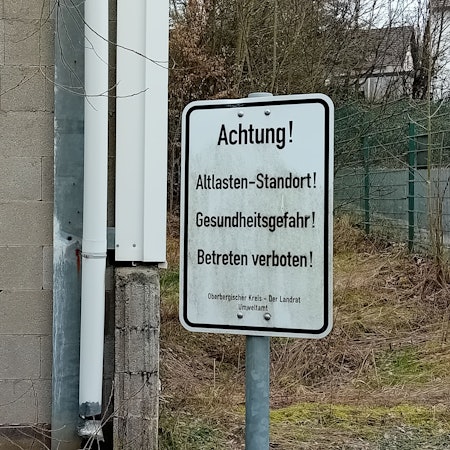 Achtung!
Altlasten-Standort!
Gesundheitsgefahr!
Betreten verboten!
Oberbergischer Kreis - Der Landrat
Umweltamt